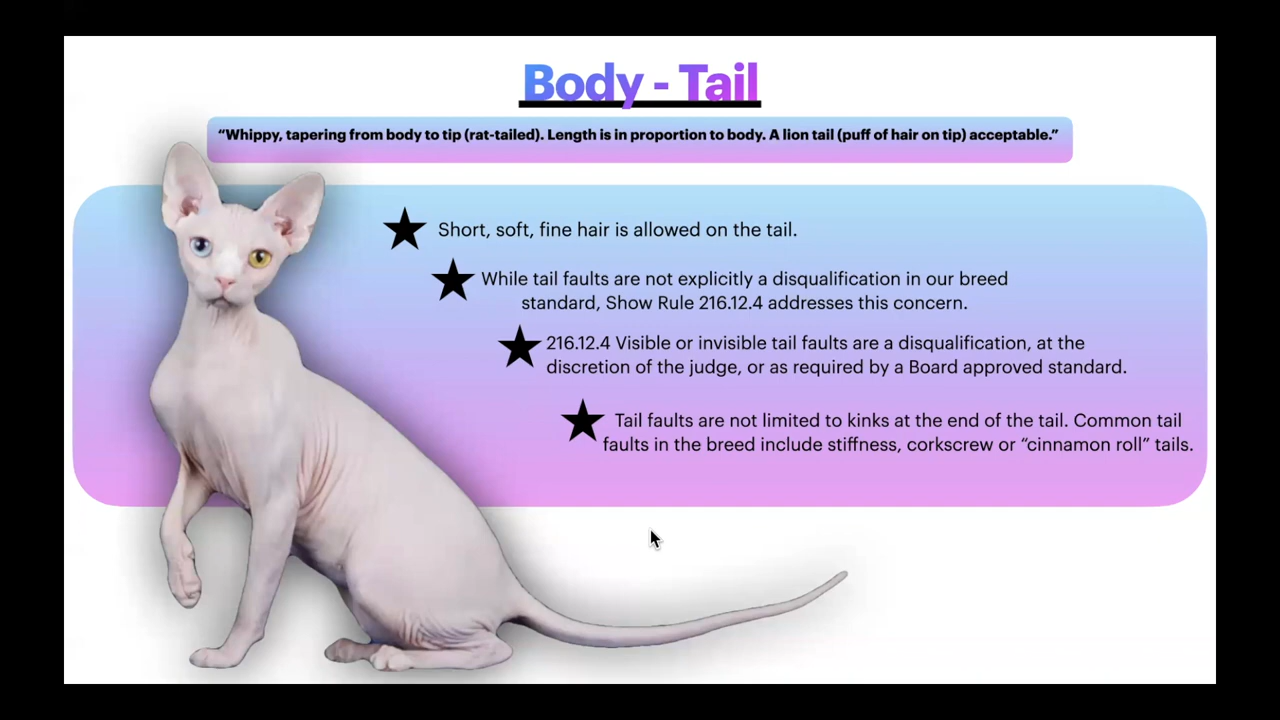 Body - Tail
“Whippy, tapering from body to tip (rat-tailed). Length is in proportion to body. A lion tail (puff of hair on tip) acceptable.”
Short, soft, fine hair is allowed on the tail.
While tail faults are not explicitly a disqualification in our breed
standard, Show Rule 216.12.4 addresses this concern.
216.12.4 Visible or invisible tail faults are a disqualification, at the
discretion of the judge, or as required by a Board approved standard.
Tail faults are not limited to kinks at the end of the tail. Common tail
faults in the breed include stiffness, corkscrew or “cinnamon roll” tails.